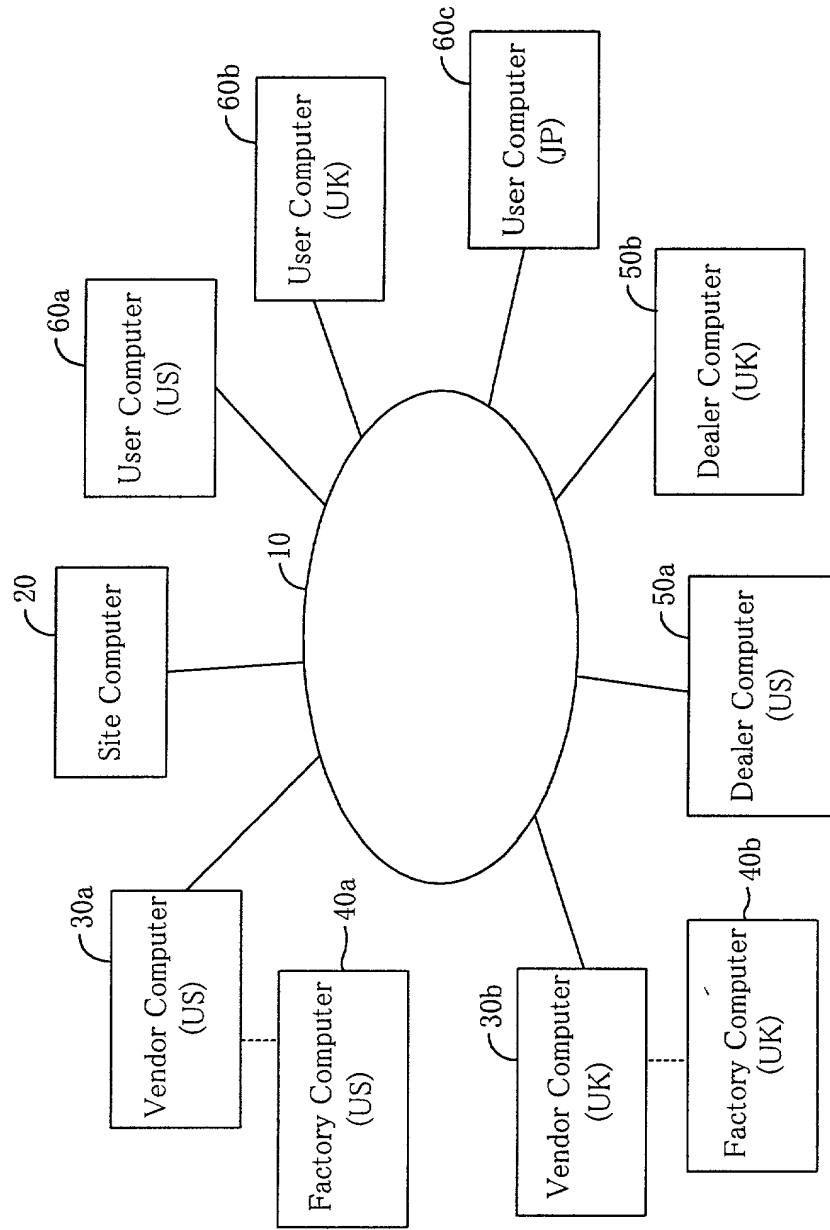 60a
User Computer
(US)
60b
User Computer
(UK)
60c
User Computer
(JP)
20
Site Computer
10
50b
Dealer Computer
(UK)
50a
Dealer Computer
(US)
30a
Vendor Computer
(US)
40a
Factory Computer
(US)
30b
Vendor Computer
(UK)
40b
Factory Computer
(UK)